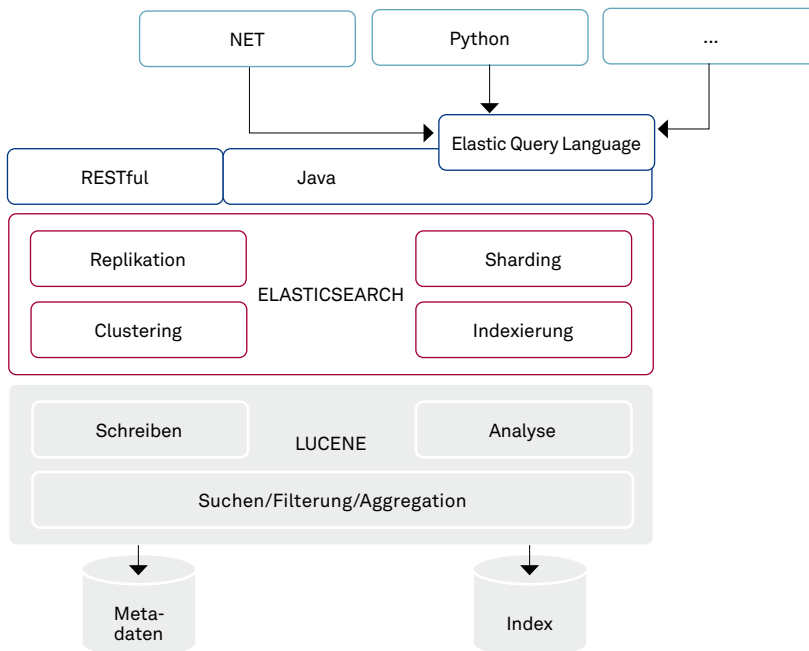 NET
Python
...
Elastic Query Language
RESTful
Java
Replikation
Sharding
ELASTICSEARCH
Clustering
Indexierung
Schreiben
LUCENE
Analyse
Suchen/Filterung/Aggregation
Meta-
daten
Index